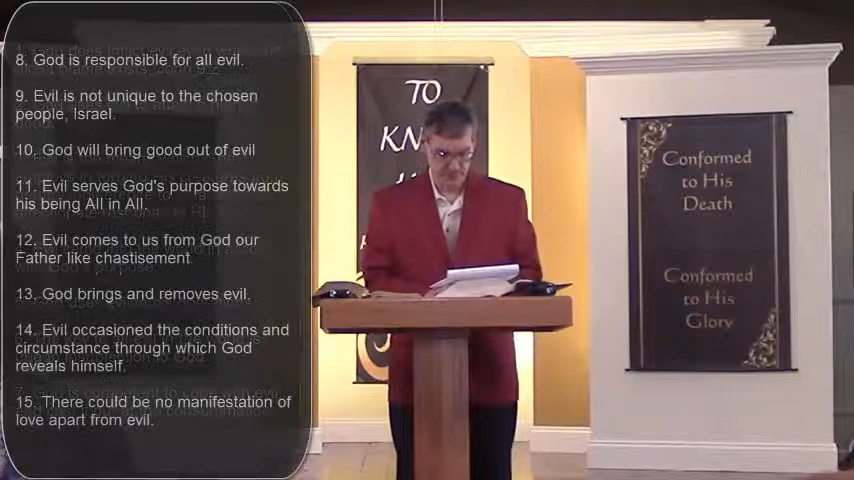 8. God is responsible for all evil.
9. Evil is not unique to the chosen
people, Israel.
10. God will bring good out of evil
11. Evil serves God's purpose towards
his being All in All.
12. Evil comes to us from God our
Father like chastisement
13. God brings and removes evil.
14. Evil occasioned the conditions and
circumstance through which God
reveals himself.
15. There could be no manifestation of
love apart from evil.
TO
Conformed
to His
Death
Conformed
to His
Glory